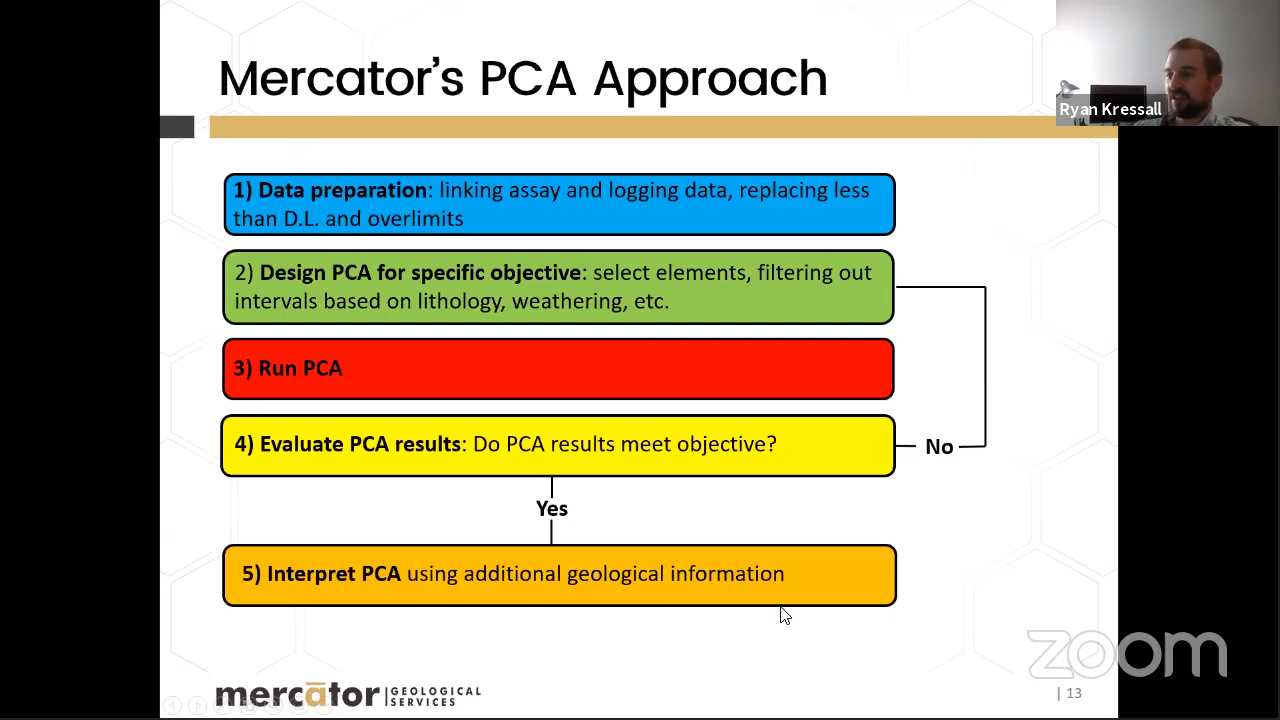 Mercator's PCA Approach
Ryan Kressall
1) Data preparation: linking assay and logging data, replacing less
than D.L. and overlimits
2) Design PCA for specific objective: select elements, filtering out
intervals based on lithology, weathering, etc.
3) Run PCA
4) Evaluate PCA results: Do PCA results meet objective?
No
Yes
5) Interpret PCA using additional geological information
zoom
mercātor | GEOLOGICAL
SERVICES
| 13